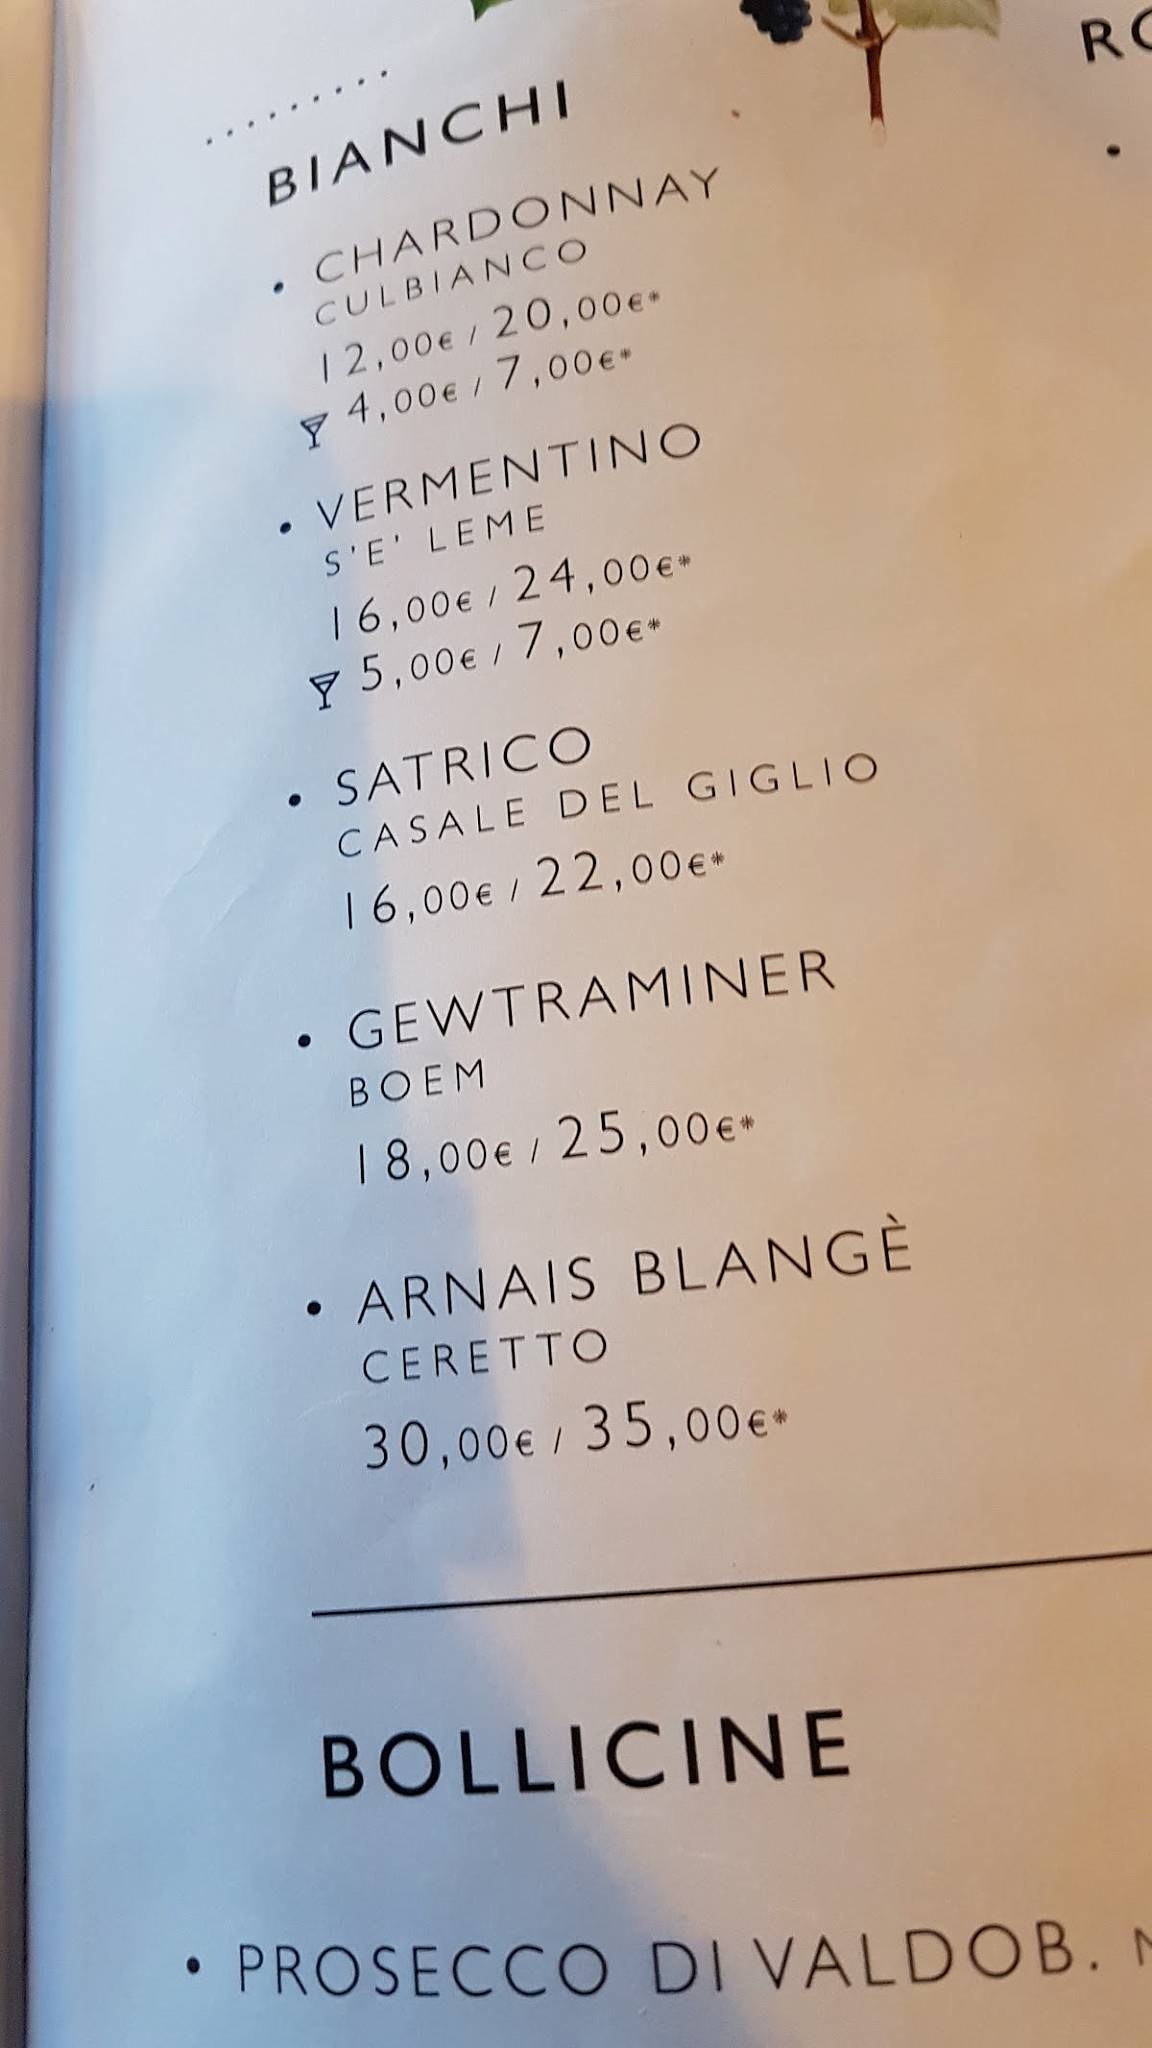 BIANCHI
• CHARDONNAY
CULBIANCO
12,00€ / 20,00€*
4,00€ / 7,00€*
• VERMENTINO
S'E' LEME
16,00€ / 24,00€*
5,00€ / 7,00€*
• SATRICO
CASALE DEL GIGLIO
16,00€ / 22,00€*
• GEWTRAMINER
BOEM
18,00€ / 25,00€*
• ARNAIS BLANGÈ
CERETTO
30,00€ / 35,00€*
BOLLICINE
• PROSECCO DI VALDOB.